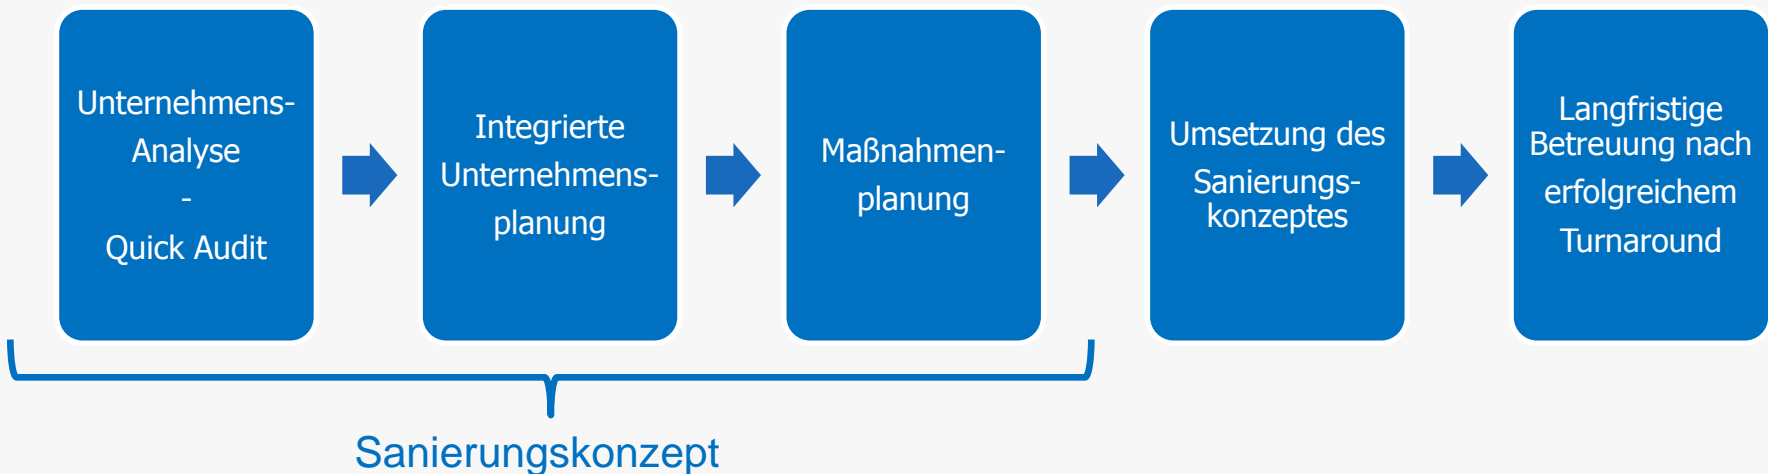 Unternehmens-
Analyse
-
Quick Audit
Integrierte
Unternehmens-
planung
Maßnahmen-
planung
Umsetzung des
Sanierungs-
konzeptes
Langfristige
Betreuung nach
erfolgreichem
Turnaround
Sanierungskonzept